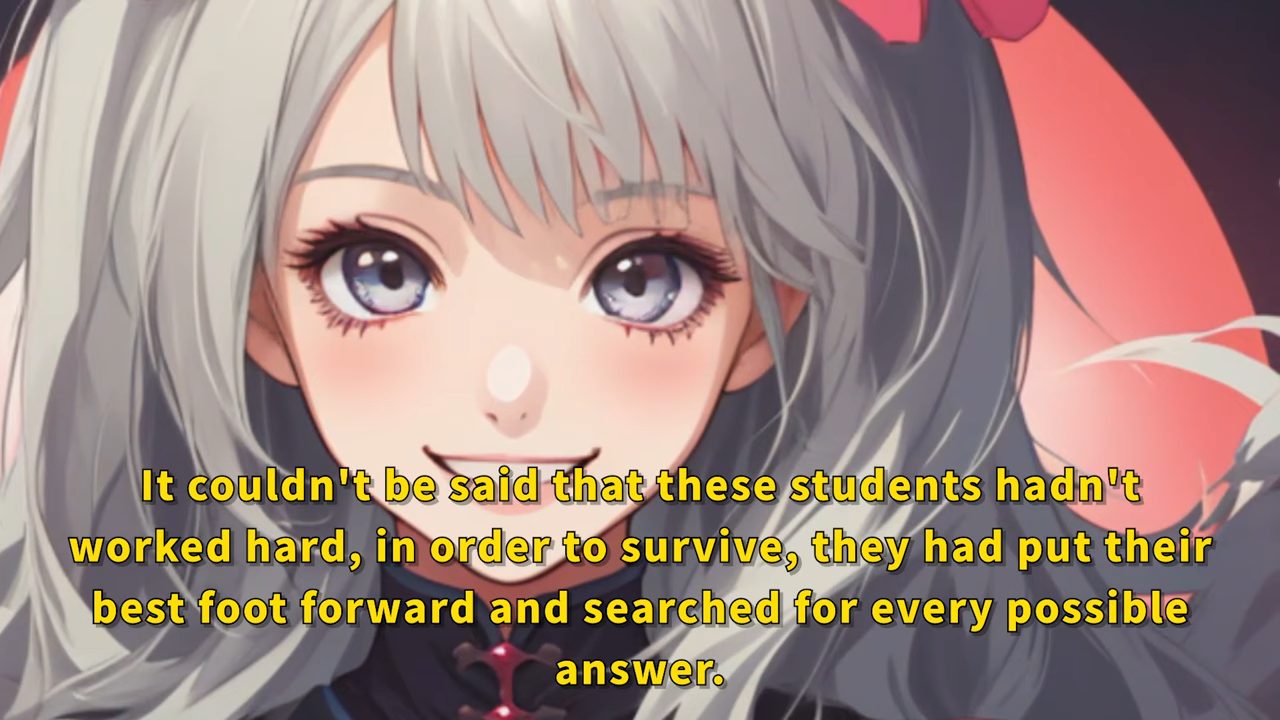 It couldn't be said that these students hadn't
worked hard, in order to survive, they had put their
best foot forward and searched for every possible
answer.